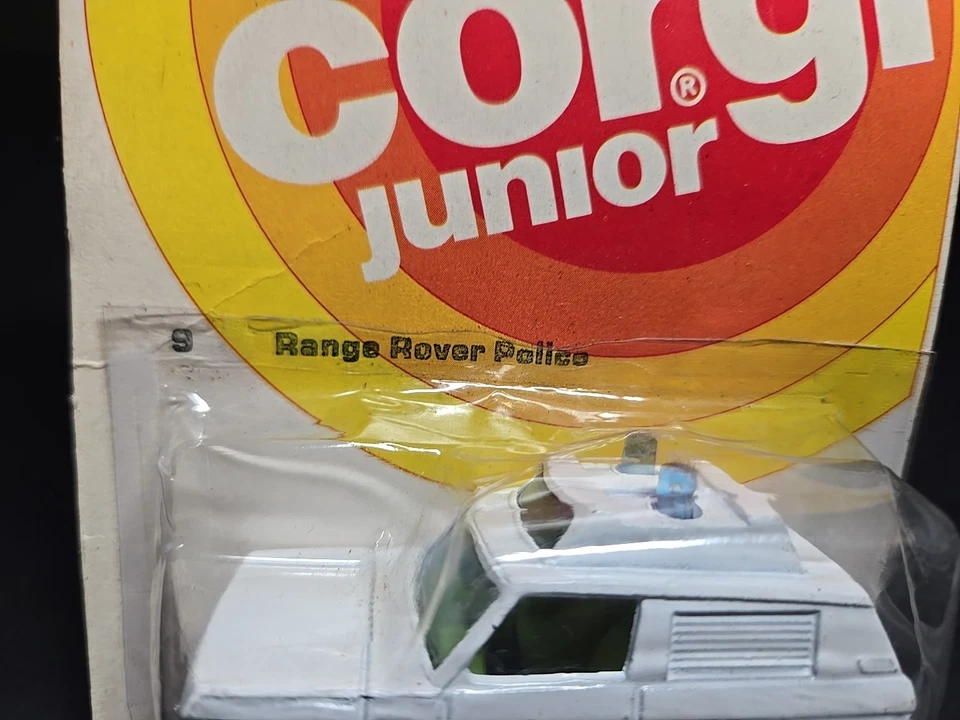 corgi
®
junior
9 Range Rover Police